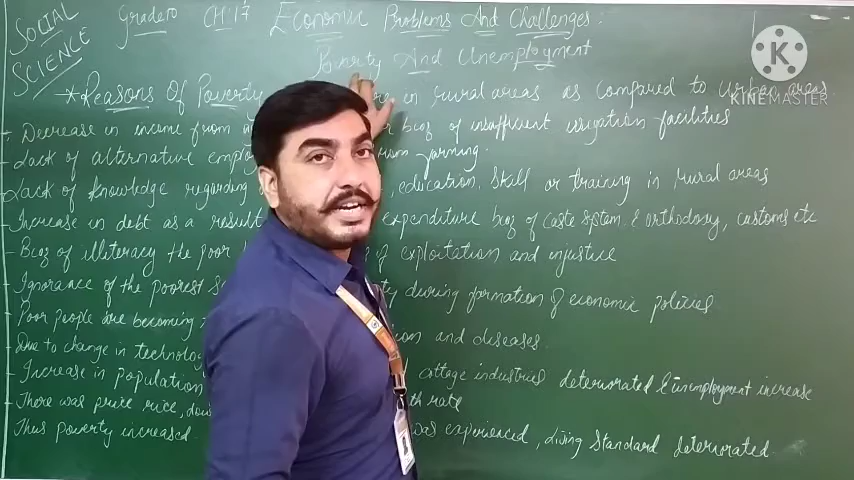 SOCIAL
SCIENCE
Grade 10 CH:17 Economic Problems And Challenges:
Poverty And Unemployment
* Reasons Of Poverty in rural areas as compared to Urban areas.
KINEMASTER
- Decrease in income from bcoz of insufficient irrigation facilities
- Lack of alternative from farming.
Lack of knowledge regarding , education, skill or training in rural areas
- Increase in debt as a result expenditure bcoz of caste system & orthodoxy, customs etc
- Bcoz of illiteracy the poor of exploitation and injustice
- Ignorance of the poorest during formation of economic policies
- Poor people are becoming
- Due to change in technology and diseases.
- Increase in population cottage industries deteriorated & unemployment increase
- There was price rice, rate
- Thus poverty increased. was experienced, living standard deteriorated.